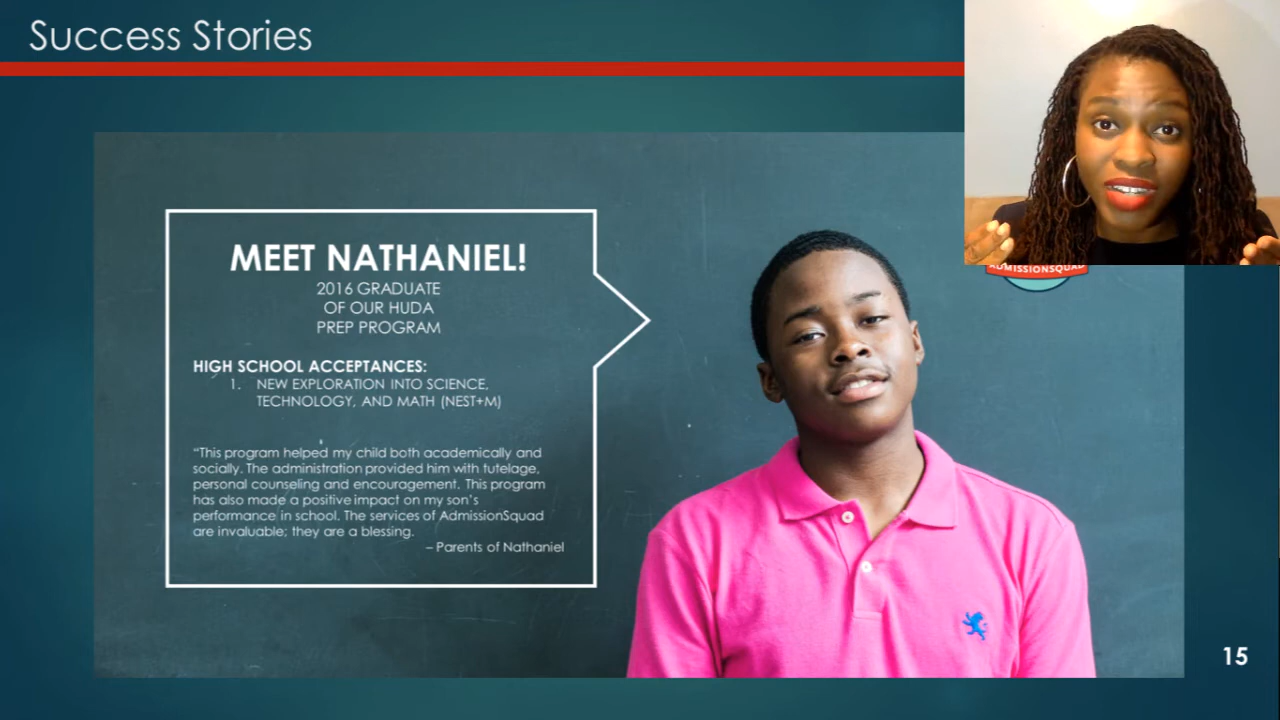 Success Stories
MEET NATHANIEL!
2016 GRADUATE
OF OUR HUDA
PREP PROGRAM
HIGH SCHOOL ACCEPTANCES:
1. NEW EXPLORATION INTO SCIENCE,
TECHNOLOGY, AND MATH (NEST+M)
“This program helped my child both academically and
socially. The administration provided him with tutelage,
personal counseling and encouragement. This program
has also made a positive impact on my son’s
performance in school. The services of AdmissionSquad
are invaluable; they are a blessing.
– Parents of Nathaniel
ADMISSIONSQUAD
15